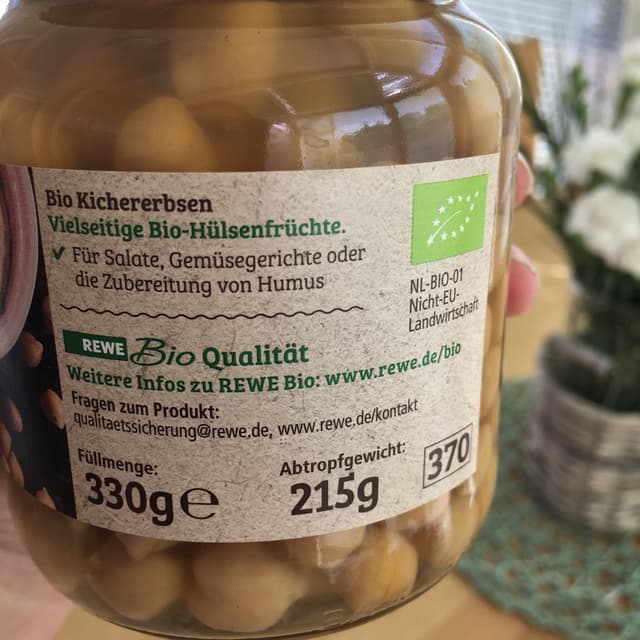 Bio Kichererbsen
Vielseitige Bio-Hülsenfrüchte.
✓ Für Salate, Gemüsegerichte oder
die Zubereitung von Humus
NL-BIO-01
Nicht-EU-
Landwirtschaft
REWE Bio Qualität
Weitere Infos zu REWE Bio: www.rewe.de/bio
Fragen zum Produkt:
qualitaetssicherung@rewe.de, www.rewe.de/kontakt
Füllmenge:
330g ℮
Abtropfgewicht:
215g
370